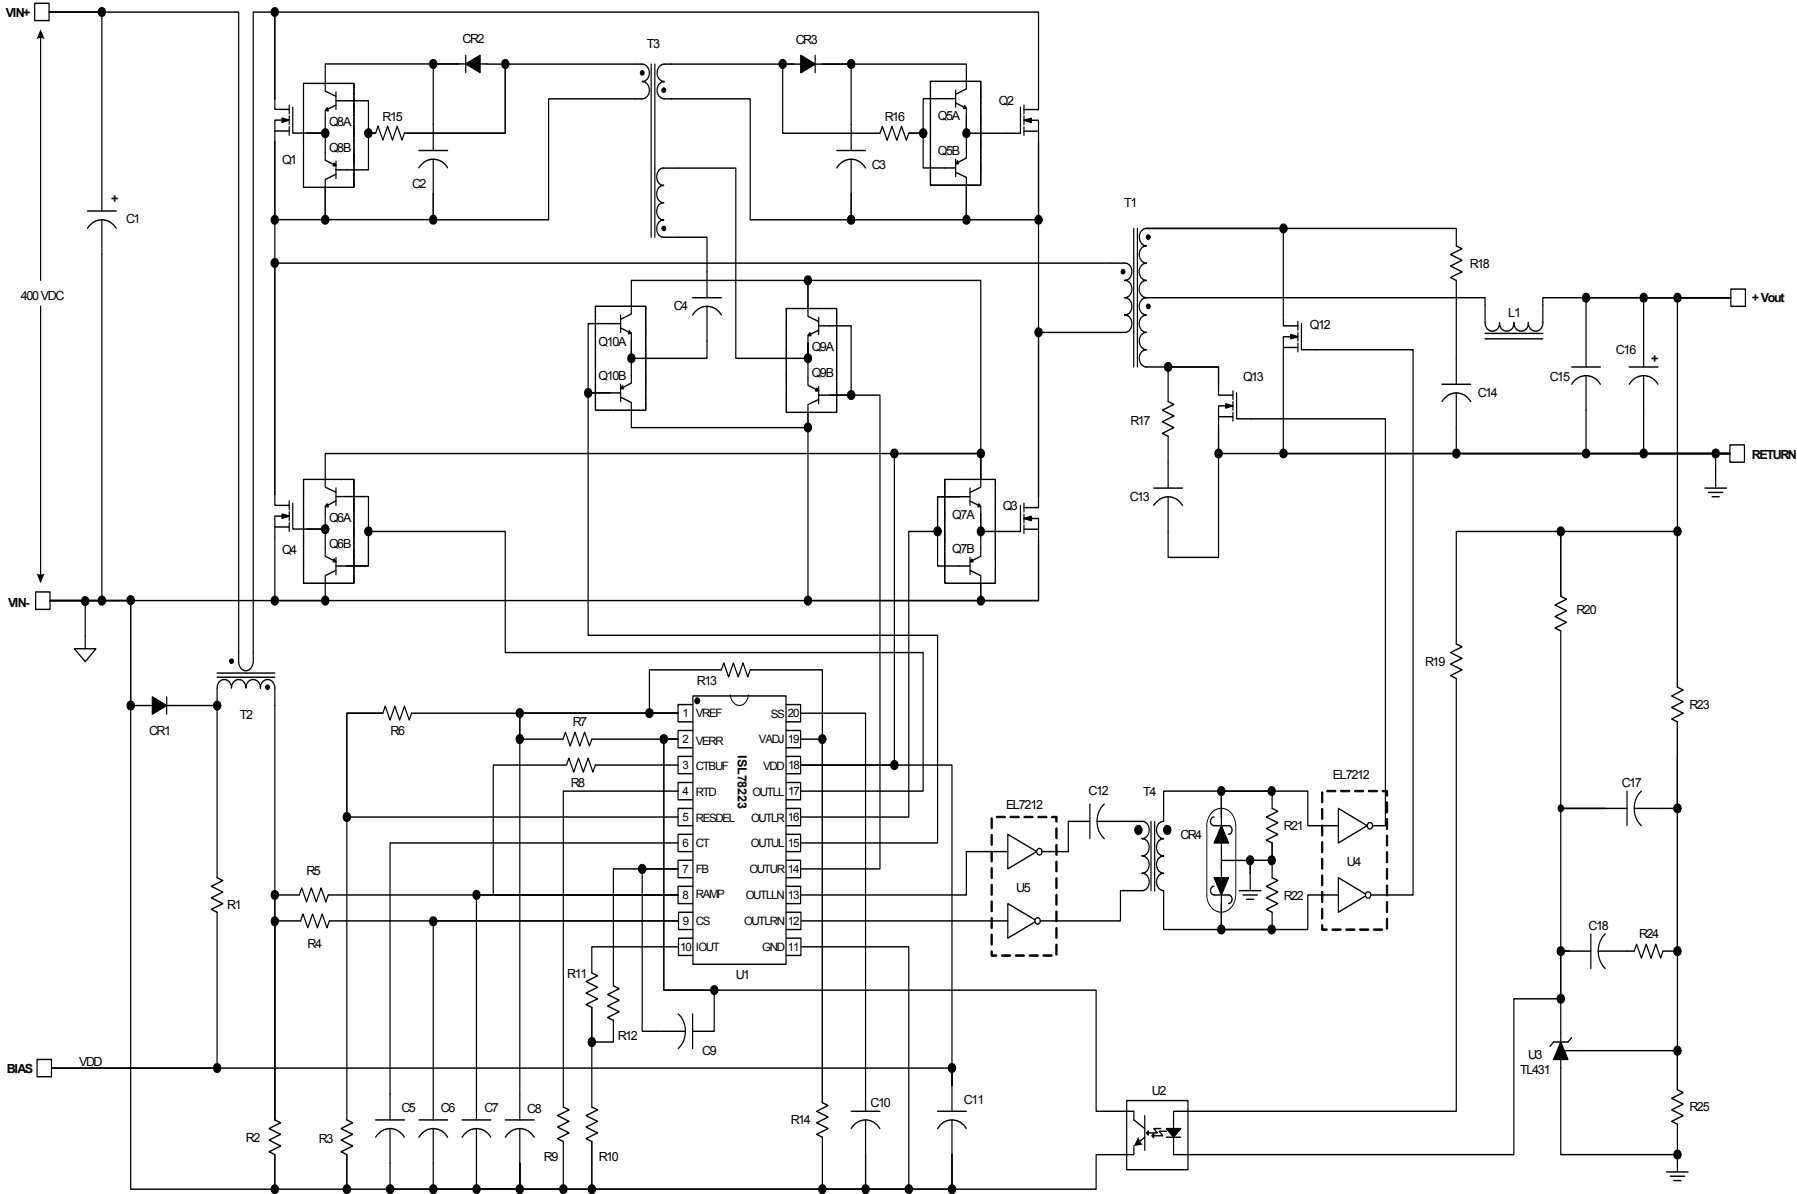 VIN+
CR2
T3
CR3
Q8A
Q8B
R15
Q1
C2
R16
C3
Q5A
Q5B
Q2
+
C1
T1
400 VDC
C4
Q10A
Q10B
Q9A
Q9B
R18
+ Vout
L1
Q12
C16
+
C15
Q13
C14
R17
RETURN
C13
Q6A
Q6B
Q4
Q7A
Q7B
Q3
VIN-
R20
R19
R13
T2
CR1
R6
R7
R8
R23
1 VREF
2 VERR
3 CTBUF
4 RTD
5 RESDEL
6 CT
7 FB
8 RAMP
9 CS
10 IOUT
ISL78223
SS 20
VADJ 19
VDD 18
OUTLL 17
OUTLR 16
OUTUL 15
OUTUR 14
OUTLLN 13
OUTLRN 12
GND 11
U1
EL7212
U5
C12
T4
CR4
R21
R22
EL7212
U4
C17
R5
R4
R1
C18
R24
R11
R12
C9
U3
TL431
BIAS
VDD
U2
C5
C6
C7
C8
C10
C11
R2
R3
R9
R10
R14
R25